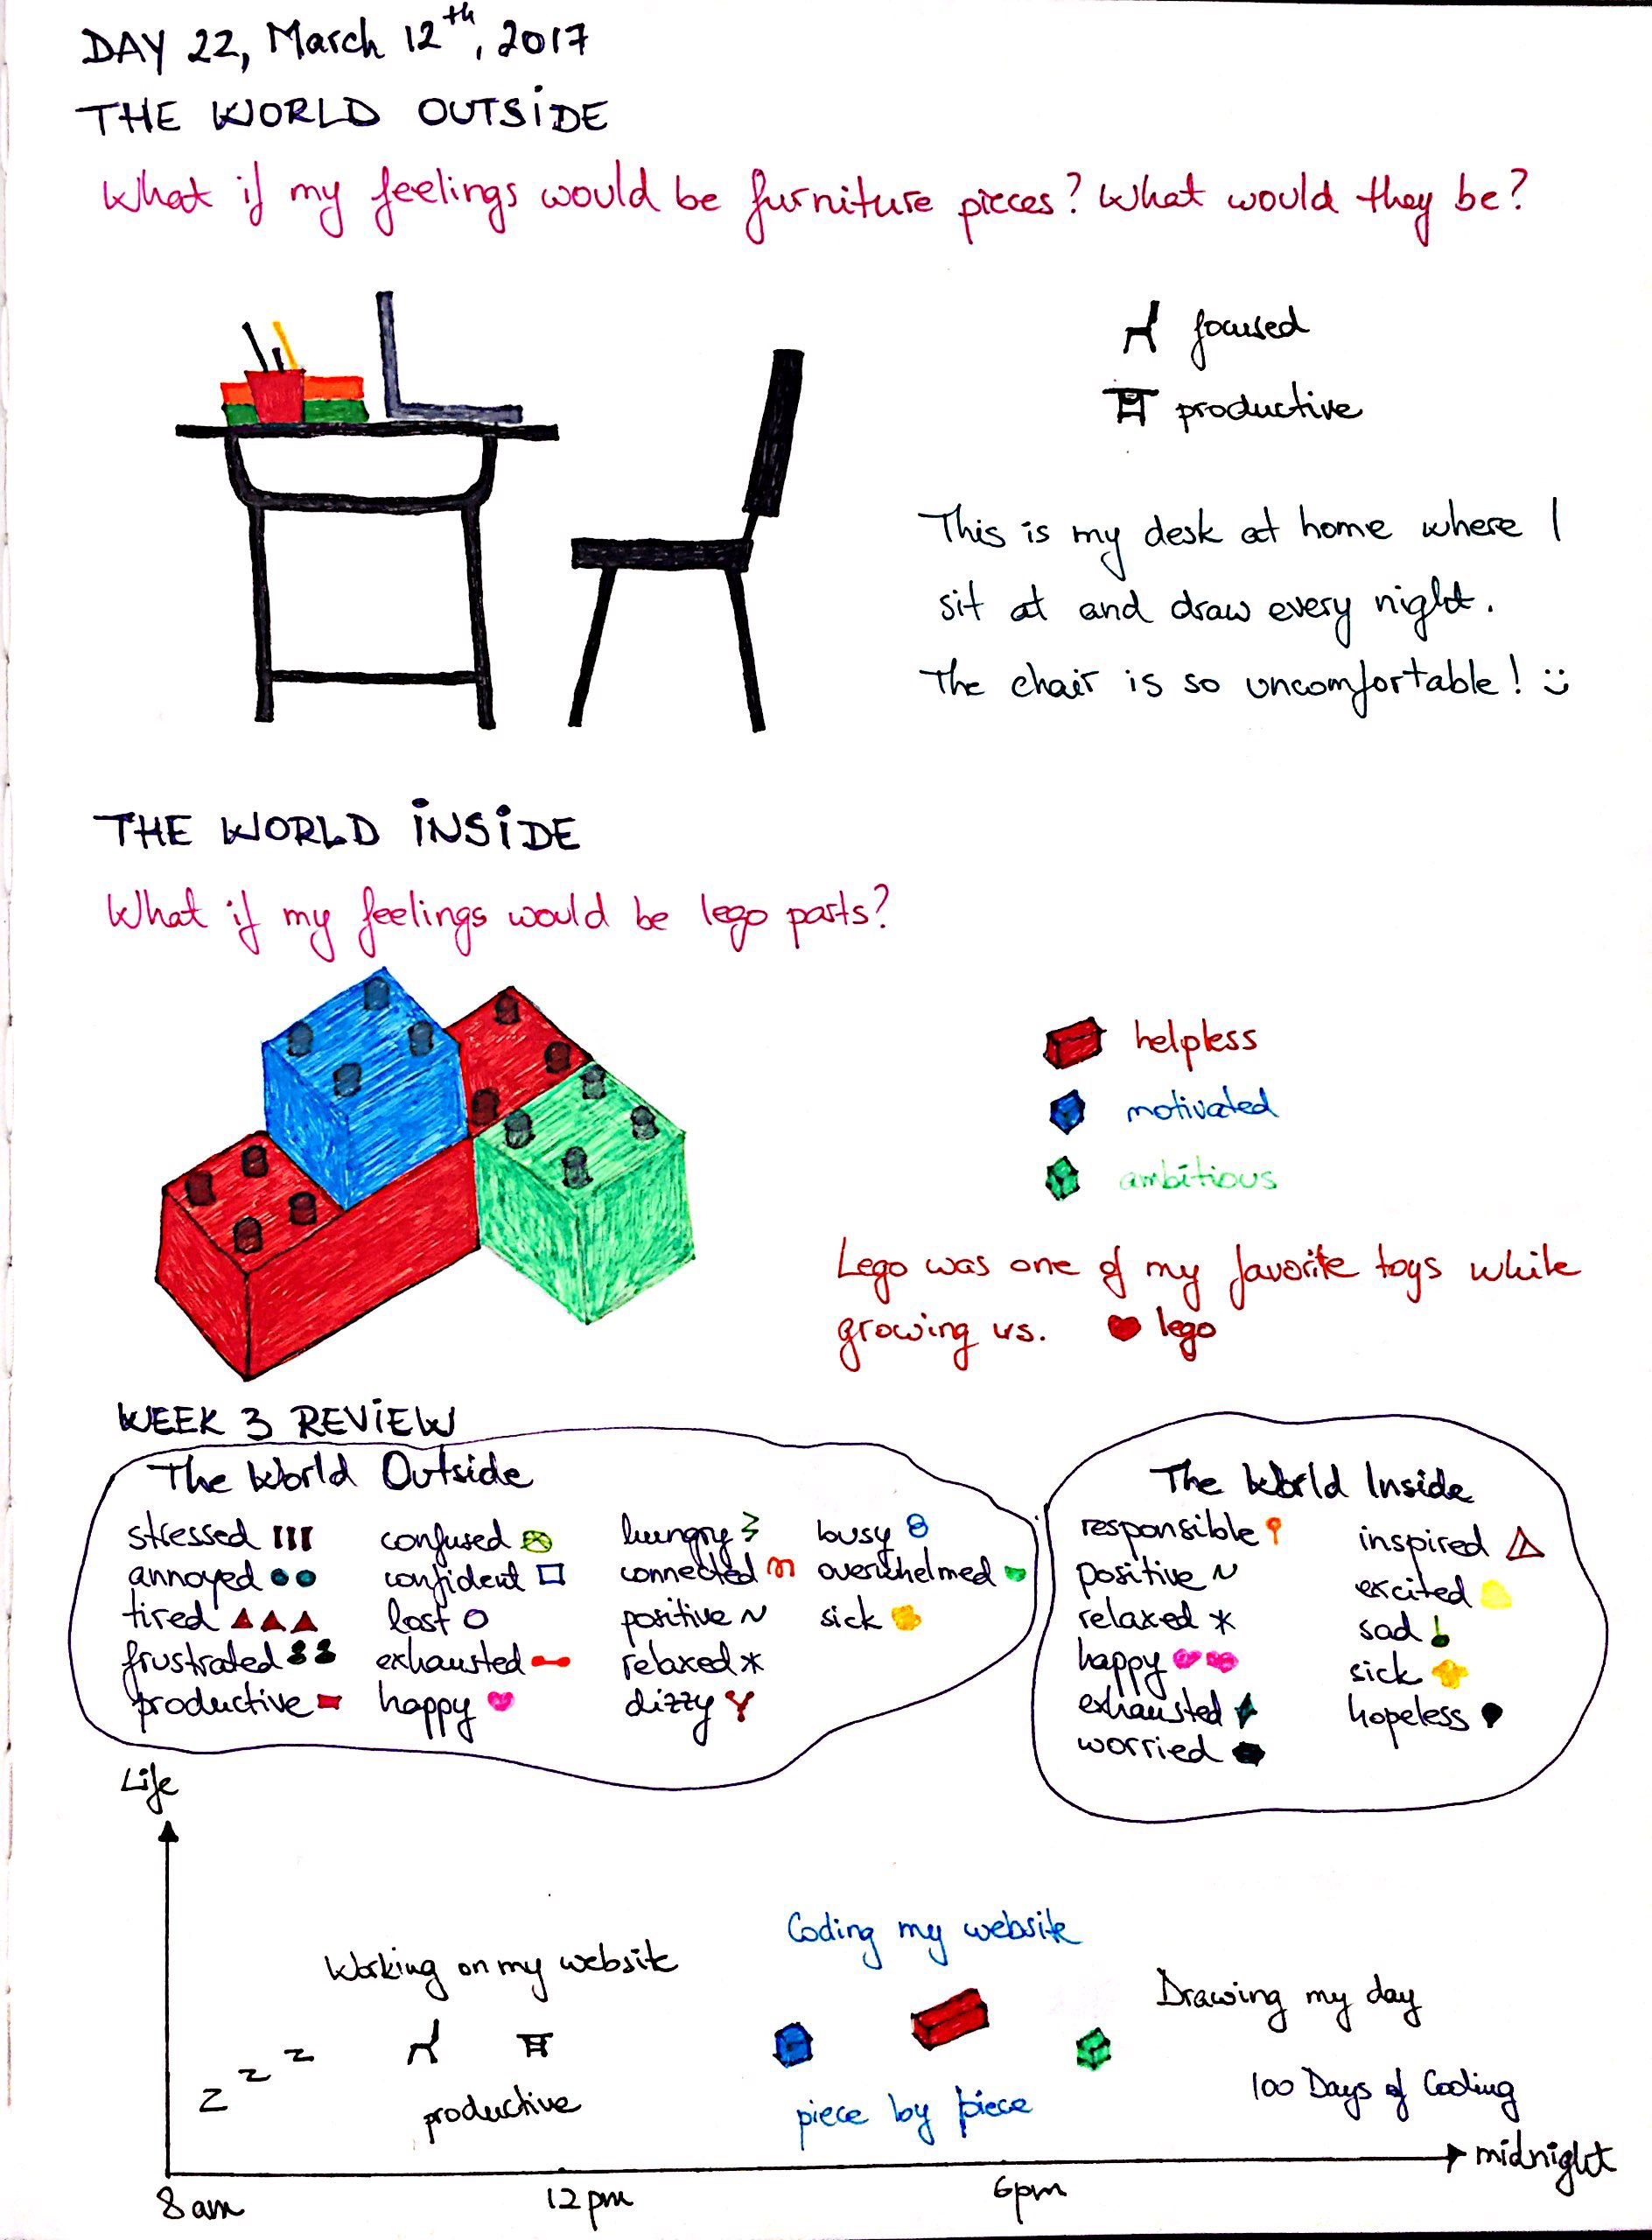 DAY 22, March 12th, 2017
THE WORLD OUTSIDE
What if my feelings would be furniture pieces? What would they be?
focused
productive
This is my desk at home where I
sit at and draw every night.
The chair is so uncomfortable! :)
THE WORLD INSIDE
What if my feelings would be lego parts?
helpless
motivated
ambitious
Lego was one of my favorite toys while
growing us. ♥ lego
WEEK 3 REVIEW
The World Outside
stressed
annoyed
tired
frustrated
productive
confused
confident
lost
exhausted
happy
hungry
connected
positive
relaxed
dizzy
busy
overwhelmed
sick
The World Inside
responsible
positive
relaxed
happy
exhausted
worried
inspired
excited
sad
sick
hopeless
Life
Working on my website
Coding my website
Drawing my day
z z z
productive
piece by piece
100 Days of Coding
midnight
8 am
12 pm
6pm